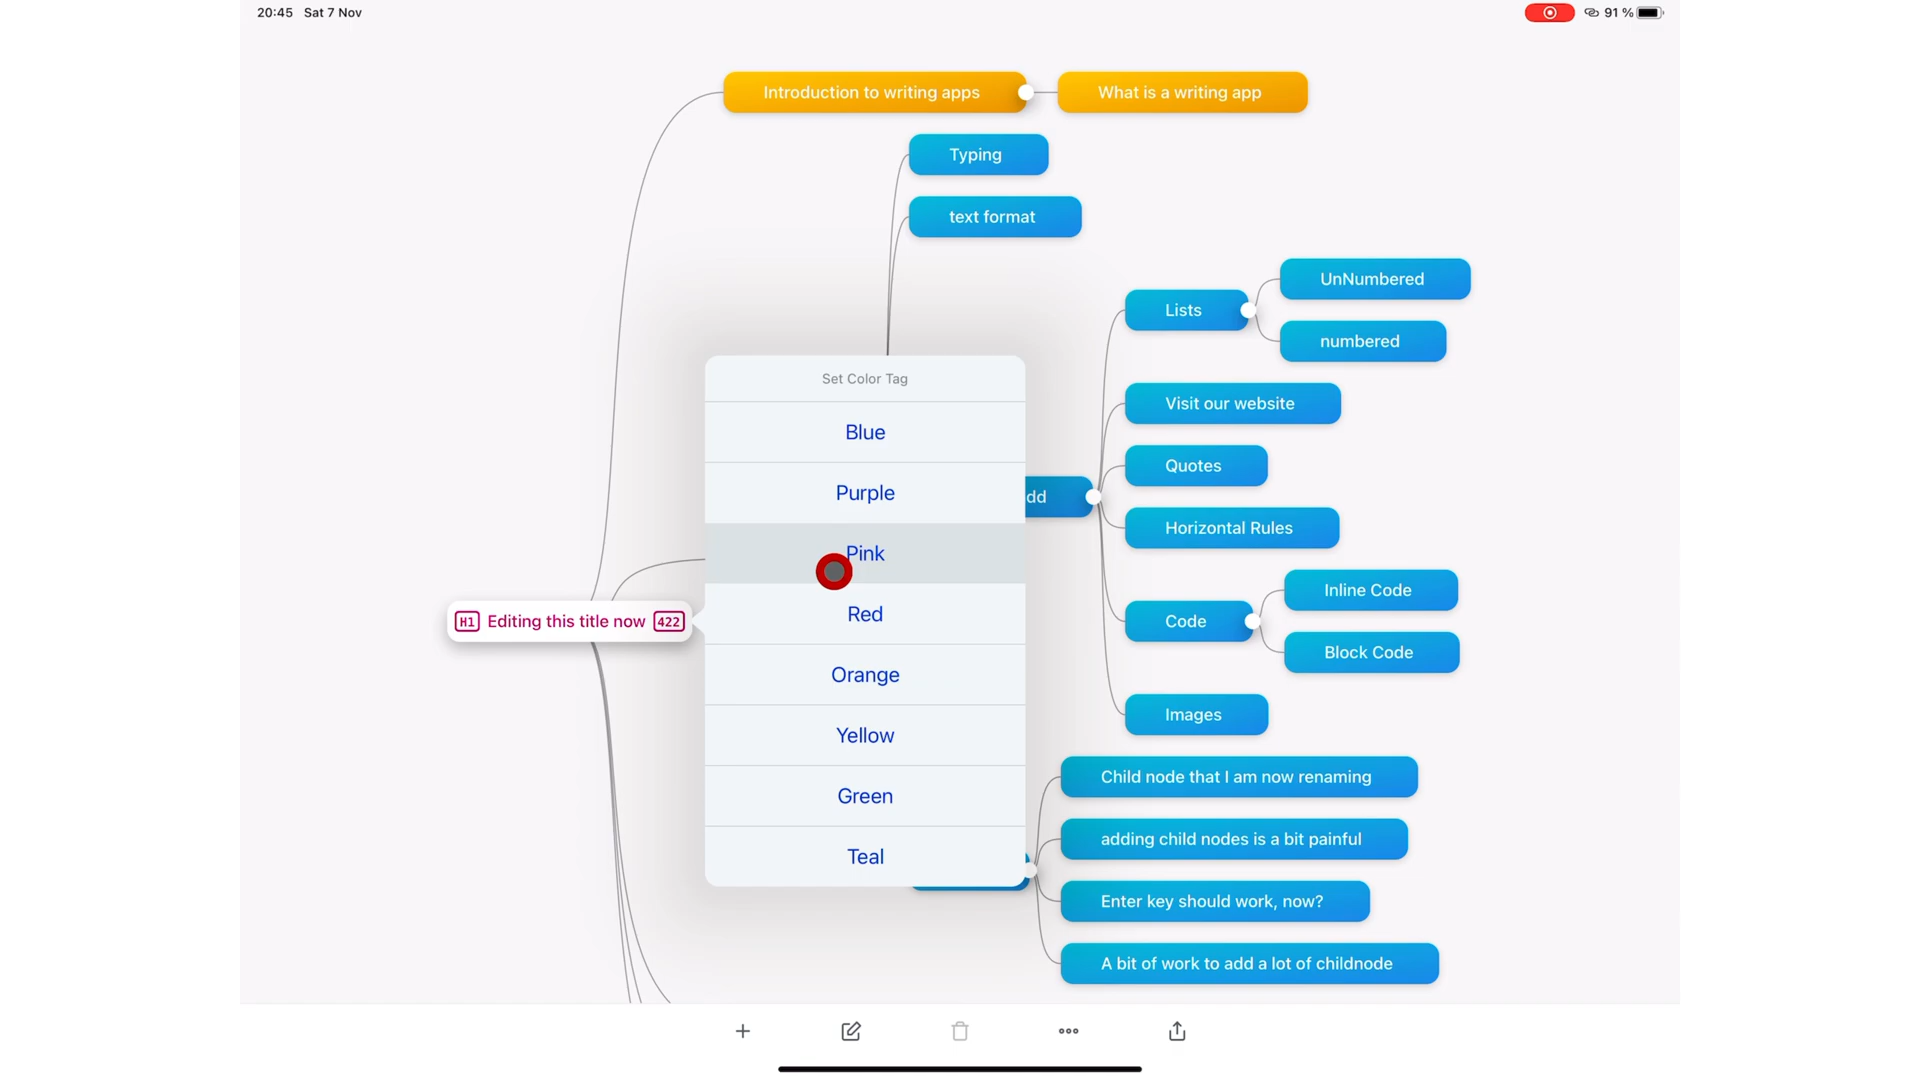 20:45 Sat 7 Nov
91 %
Introduction to writing apps
What is a writing app
Typing
text format
UnNumbered
Lists
numbered
Set Color Tag
Blue
Purple
Pink
Red
Orange
Yellow
Green
Teal
Visit our website
Quotes
dd
Horizontal Rules
Inline Code
Code
Block Code
Images
H1 Editing this title now 422
Child node that I am now renaming
adding child nodes is a bit painful
Enter key should work, now?
A bit of work to add a lot of childnode